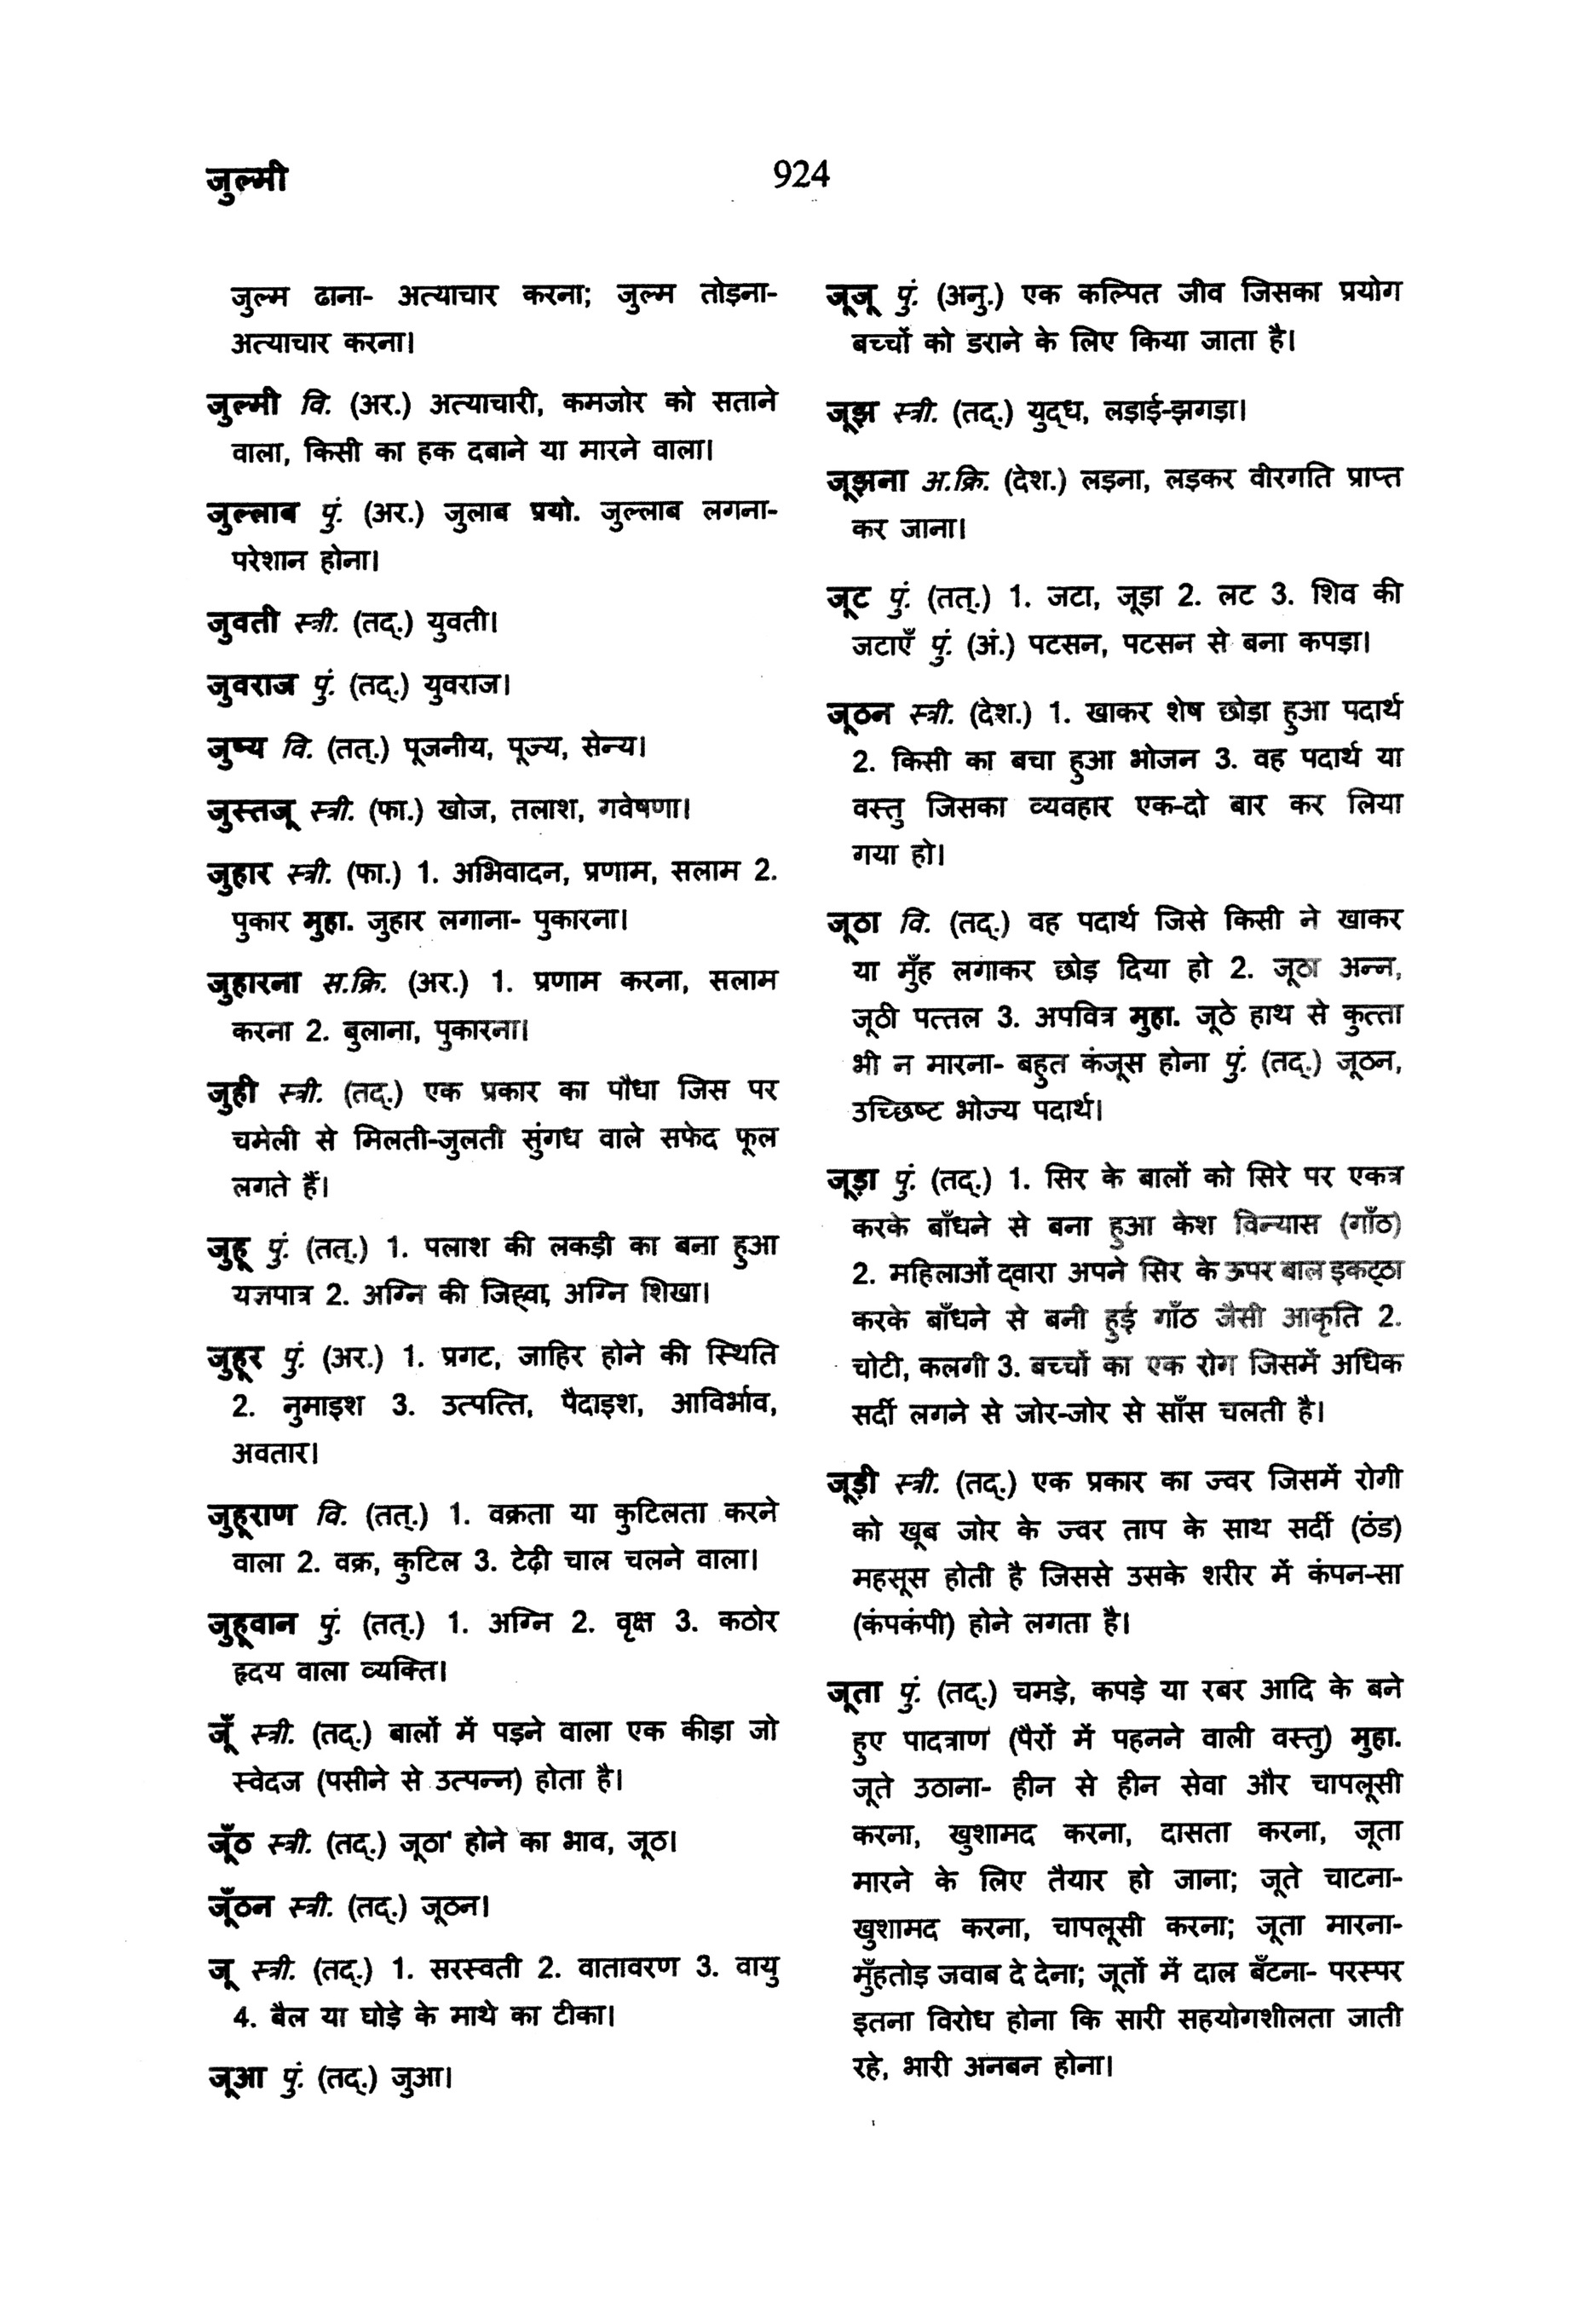 जुल्मी
924
जुल्म ढाना- अत्याचार करना; जुल्म तोड़ना-
अत्याचार करना।
जुल्मी वि. (अर.) अत्याचारी, कमजोर को सताने
वाला, किसी का हक दबाने या मारने वाला।
जुल्लाब पुं. (अर.) जुलाब प्रयो. जुल्लाब लगना-
परेशान होना।
जुवती स्त्री. (तद्.) युवती।
जुवराज पुं. (तद्.) युवराज।
जुष्य वि. (तत्.) पूजनीय, पूज्य, सेन्य।
जुस्तजू स्त्री. (फा.) खोज, तलाश, गवेषणा।
जुहार स्त्री. (फा.) 1. अभिवादन, प्रणाम, सलाम 2.
पुकार मुहा. जुहार लगाना- पुकारना।
जुहारना स.क्रि. (अर.) 1. प्रणाम करना, सलाम
करना 2. बुलाना, पुकारना।
जुही स्त्री. (तद्.) एक प्रकार का पौधा जिस पर
चमेली से मिलती-जुलती सुंगध वाले सफेद फूल
लगते हैं।
जुहू पुं. (तत्.) 1. पलाश की लकड़ी का बना हुआ
यज्ञपात्र 2. अग्नि की जिह्वा, अग्नि शिखा।
जुहूर पुं. (अर.) 1. प्रगट, जाहिर होने की स्थिति
2. नुमाइश 3. उत्पत्ति, पैदाइश, आविर्भाव,
अवतार।
जुहूराण वि. (तत्.) 1. वक्रता या कुटिलता करने
वाला 2. वक्र, कुटिल 3. टेढ़ी चाल चलने वाला।
जुहूवान पुं. (तत्.) 1. अग्नि 2. वृक्ष 3. कठोर
हृदय वाला व्यक्ति।
जूँ स्त्री. (तद्.) बालों में पड़ने वाला एक कीड़ा जो
स्वेदज (पसीने से उत्पन्न) होता है।
जूँठ स्त्री. (तद्.) जूठा होने का भाव, जूठ।
जूँठन स्त्री. (तद्.) जूठन।
जू स्त्री. (तद्.) 1. सरस्वती 2. वातावरण 3. वायु
4. बैल या घोड़े के माथे का टीका।
जूआ पुं. (तद्.) जुआ।
जूजू पुं. (अनु.) एक कल्पित जीव जिसका प्रयोग
बच्चों को डराने के लिए किया जाता है।
जूझ स्त्री. (तद्.) युद्ध, लड़ाई-झगड़ा।
जूझना अ.क्रि. (देश.) लड़ना, लड़कर वीरगति प्राप्त
कर जाना।
जूट पुं. (तत्.) 1. जटा, जूड़ा 2. लट 3. शिव की
जटाएँ पुं. (अं.) पटसन, पटसन से बना कपड़ा।
जूठन स्त्री. (देश.) 1. खाकर शेष छोड़ा हुआ पदार्थ
2. किसी का बचा हुआ भोजन 3. वह पदार्थ या
वस्तु जिसका व्यवहार एक-दो बार कर लिया
गया हो।
जूठा वि. (तद्.) वह पदार्थ जिसे किसी ने खाकर
या मुँह लगाकर छोड़ दिया हो 2. जूठा अन्न,
जूठी पत्तल 3. अपवित्र मुहा. जूठे हाथ से कुत्ता
भी न मारना- बहुत कंजूस होना पुं. (तद्.) जूठन,
उच्छिष्ट भोज्य पदार्थ।
जूड़ा पुं. (तद्.) 1. सिर के बालों को सिरे पर एकत्र
करके बाँधने से बना हुआ केश विन्यास (गाँठ)
2. महिलाओं द्वारा अपने सिर के ऊपर बाल इकट्ठा
करके बाँधने से बनी हुई गाँठ जैसी आकृति 2.
चोटी, कलगी 3. बच्चों का एक रोग जिसमें अधिक
सर्दी लगने से जोर-जोर से साँस चलती है।
जूड़ी स्त्री. (तद्.) एक प्रकार का ज्वर जिसमें रोगी
को खूब जोर के ज्वर ताप के साथ सर्दी (ठंड)
महसूस होती है जिससे उसके शरीर में कंपन-सा
(कंपकंपी) होने लगता है।
जूता पुं. (तद्.) चमड़े, कपड़े या रबर आदि के बने
हुए पादत्राण (पैरों में पहनने वाली वस्तु) मुहा.
जूते उठाना- हीन से हीन सेवा और चापलूसी
करना, खुशामद करना, दासता करना, जूता
मारने के लिए तैयार हो जाना; जूते चाटना-
खुशामद करना, चापलूसी करना; जूता मारना-
मुँहतोड़ जवाब दे देना; जूतों में दाल बँटना- परस्पर
इतना विरोध होना कि सारी सहयोगशीलता जाती
रहे, भारी अनबन होना।